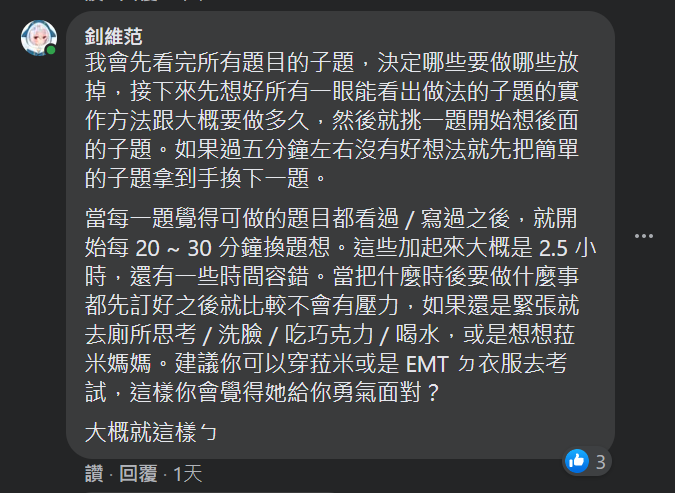 釗維范
我會先看完所有題目的子題，決定哪些要做哪些放
掉，接下來先想好所有一眼能看出做法的子題的實
作方法跟大概要做多久，然後就挑一題開始想後面
的子題。如果過五分鐘左右沒有好想法就先把簡單
的子題拿到手換下一題。
當每一題覺得可做的題目都看過 / 寫過之後，就開
始每 20 ~ 30 分鐘換題想。這些加起來大概是 2.5 小
時，還有一些時間容錯。當把什麼時後要做什麼事
都先訂好之後就比較不會有壓力，如果還是緊張就
去廁所思考 / 洗臉 / 吃巧克力 / 喝水，或是想想菈
米媽媽。建議你可以穿菈米或是 EMT ㄉ衣服去考
試，這樣你會覺得她給你勇氣面對？
大概就這樣ㄅ
3
讚 · 回覆 · 1天